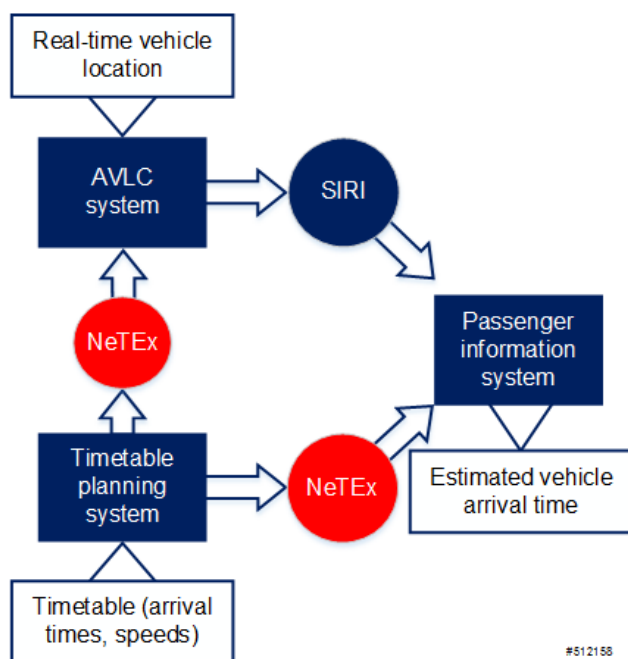 Real-time vehicle
location
AVLC
system
SIRI
NeTEx
Passenger
information
system
Timetable
planning
system
NeTEx
Estimated vehicle
arrival time
Timetable (arrival
times, speeds)
#512158